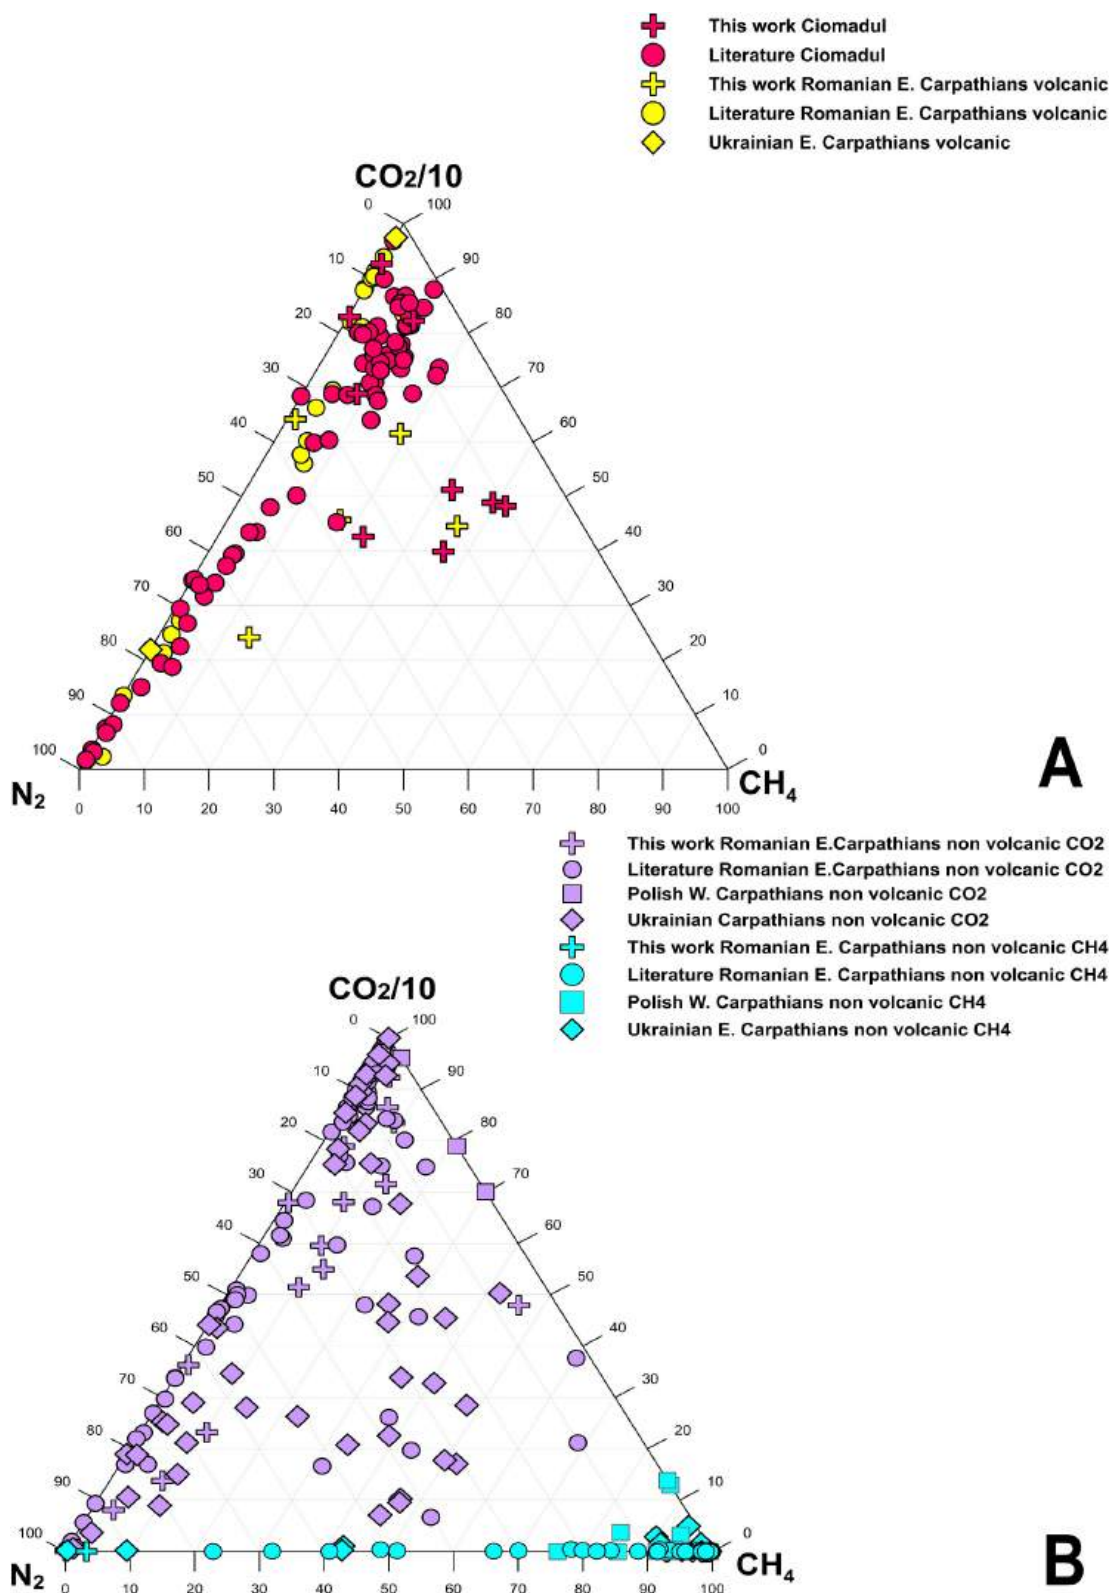 This work Ciomadul
Literature Ciomadul
This work Romanian E. Carpathians volcanic
Literature Romanian E. Carpathians volcanic
Ukrainian E. Carpathians volcanic
CO2/10
0 100
10 90
20 80
30 70
40 60
50 50
60 40
70 30
80 20
90 10
100 0
N2 CH4
0 10 20 30 40 50 60 70 80 90 100
A
This work Romanian E.Carpathians non volcanic CO2
Literature Romanian E.Carpathians non volcanic CO2
Polish W. Carpathians non volcanic CO2
Ukrainian Carpathians non volcanic CO2
This work Romanian E. Carpathians non volcanic CH4
Literature Romanian E. Carpathians non volcanic CH4
Polish W. Carpathians non volcanic CH4
Ukrainian E. Carpathians non volcanic CH4
CO2/10
0 100
10 90
20 80
30 70
40 60
50 50
60 40
70 30
80 20
90 10
100 0
N2 CH4
0 10 20 30 40 50 60 70 80 90 100
B